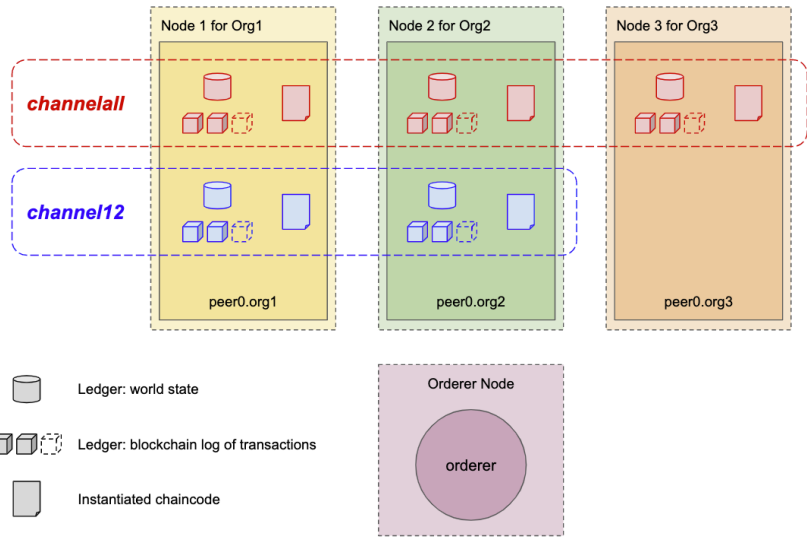 Node 1 for Org1
Node 2 for Org2
Node 3 for Org3
channelall
channel12
peer0.org1
peer0.org2
peer0.org3
Ledger: world state
Ledger: blockchain log of transactions
Instantiated chaincode
Orderer Node
orderer